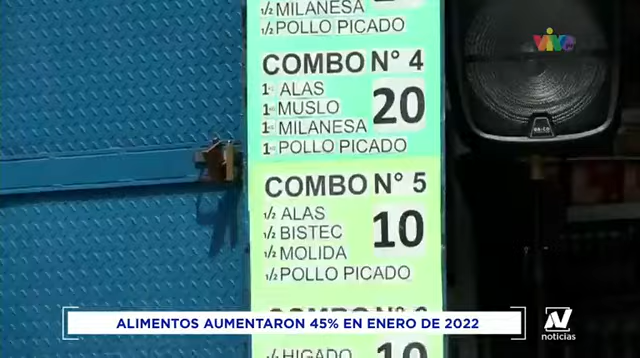 ½ MILANESA
½ POLLO PICADO
COMBO N° 4
1K ALAS
1K MUSLO
1K MILANESA
1K POLLO PICADO
20
COMBO N° 5
½ ALAS
½ BISTEC
½ MOLIDA
½ POLLO PICADO
10
½ HIGADO
10
vivo
ALIMENTOS AUMENTARON 45% EN ENERO DE 2022
noticias